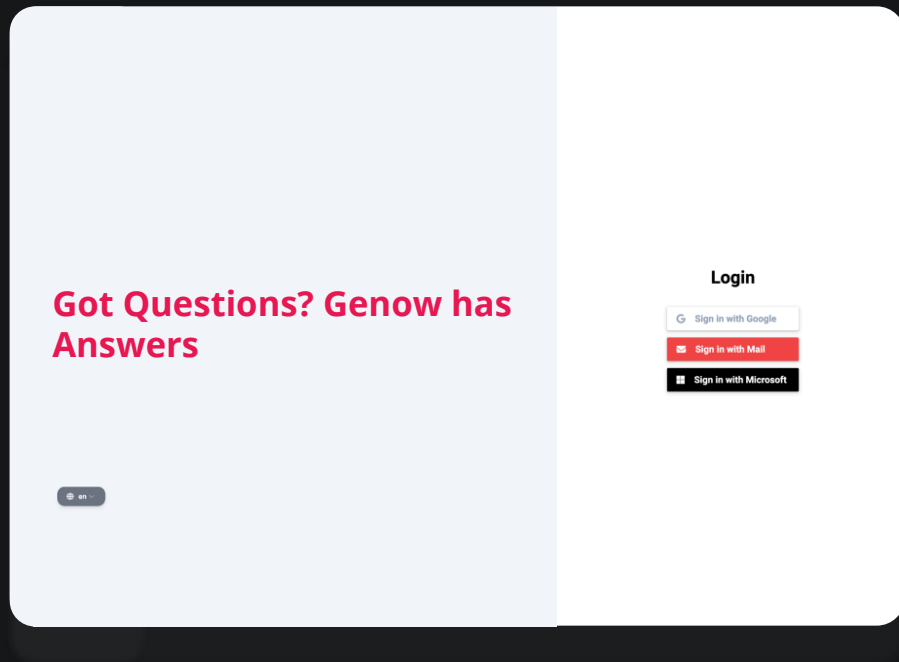 Got Questions? Genow has
Answers
en
Login
Sign in with Google
Sign in with Mail
Sign in with Microsoft